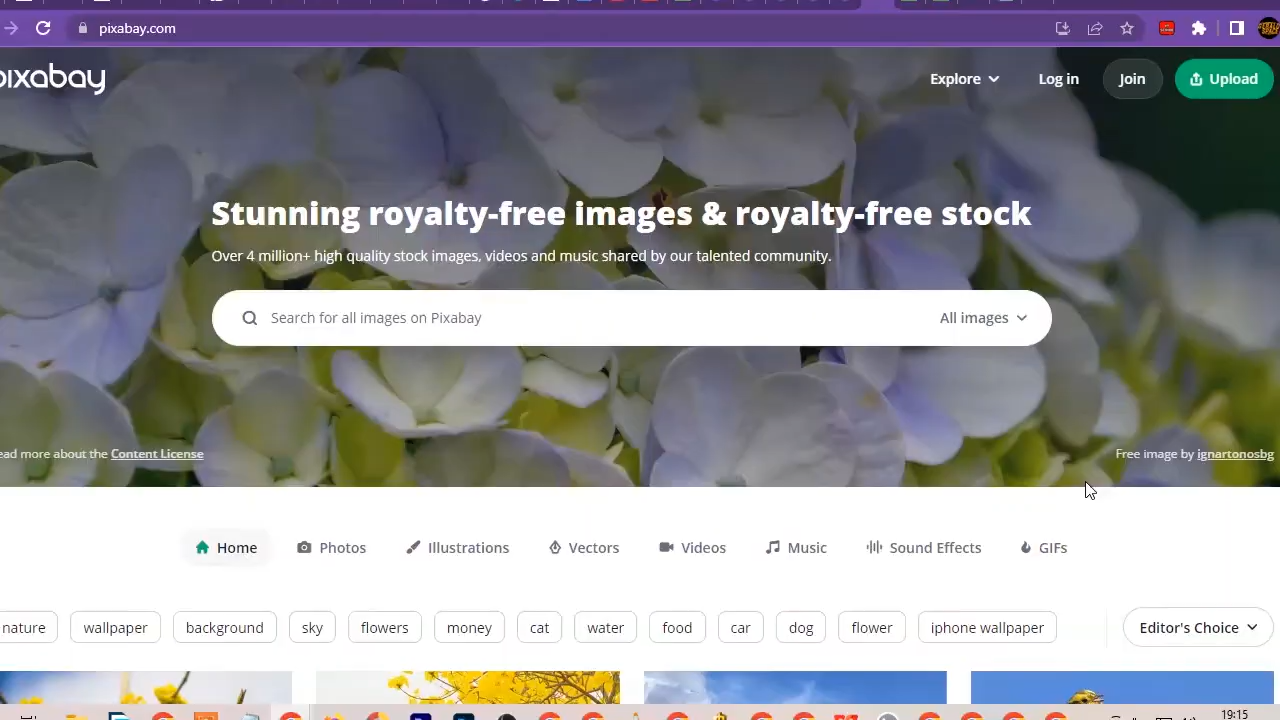 pixabay.com
pixabay
Explore
Log in
Join
Upload
Stunning royalty-free images & royalty-free stock
Over 4 million+ high quality stock images, videos and music shared by our talented community.
Search for all images on Pixabay
All images
ead more about the Content License
Free image by ignartonosbg
Home
Photos
Illustrations
Vectors
Videos
Music
Sound Effects
GIFs
nature
wallpaper
background
sky
flowers
money
cat
water
food
car
dog
flower
iphone wallpaper
Editor's Choice
19:15